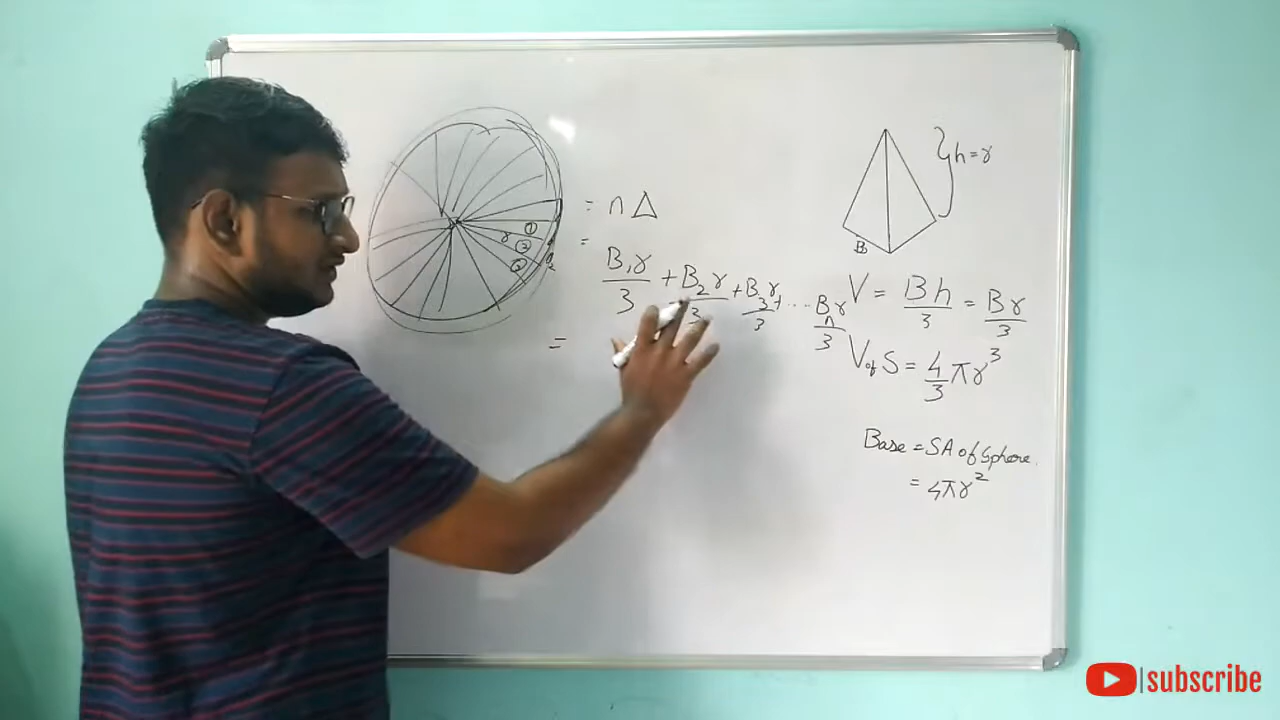 = n△
=
B₁r/3 + B₂r/3 + B₃r/3 + ... Bₙr/3
=
① 
r ②
③
h = r
B
V = Bh/3 = Br/3
V of S = 4/3 πr³
Base = SA of Sphere.
= 4πr²
subscribe